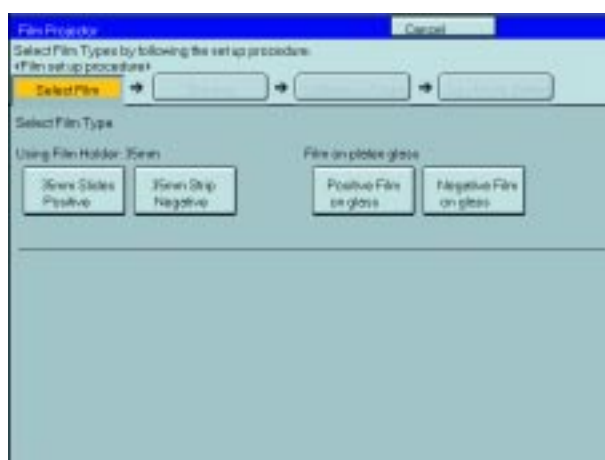 Film Projector
Cancel
Select Film Types by following the set up procedure.
Film set up procedure
Select Film
Select Film Type
Using Film Holder: 35mm
Film on platen glass
35mm Slides
Positive
35mm Strip
Negative
Positive Film
on glass
Negative Film
on glass